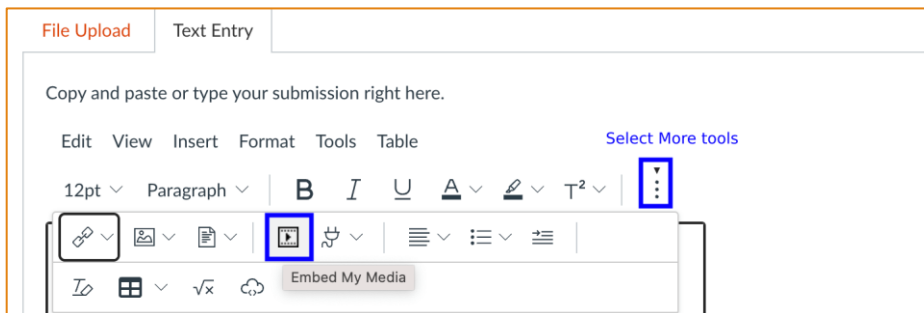 File Upload Text Entry
Copy and paste or type your submission right here.
Edit View Insert Format Tools Table Select More tools
12pt Paragraph B I U A T²
Embed My Media
√x